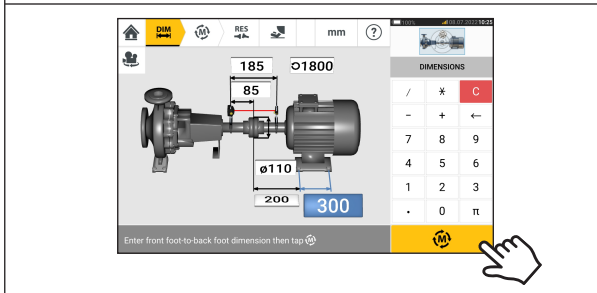 DIM
M
RES
mm
?
100%
08.07.2022 10:25
DIMENSIONS
185
1800
85
ø110
200
300
/ * C
- + ←
7 8 9
4 5 6
1 2 3
. 0 π
Enter front foot-to-back foot dimension then tap M
M